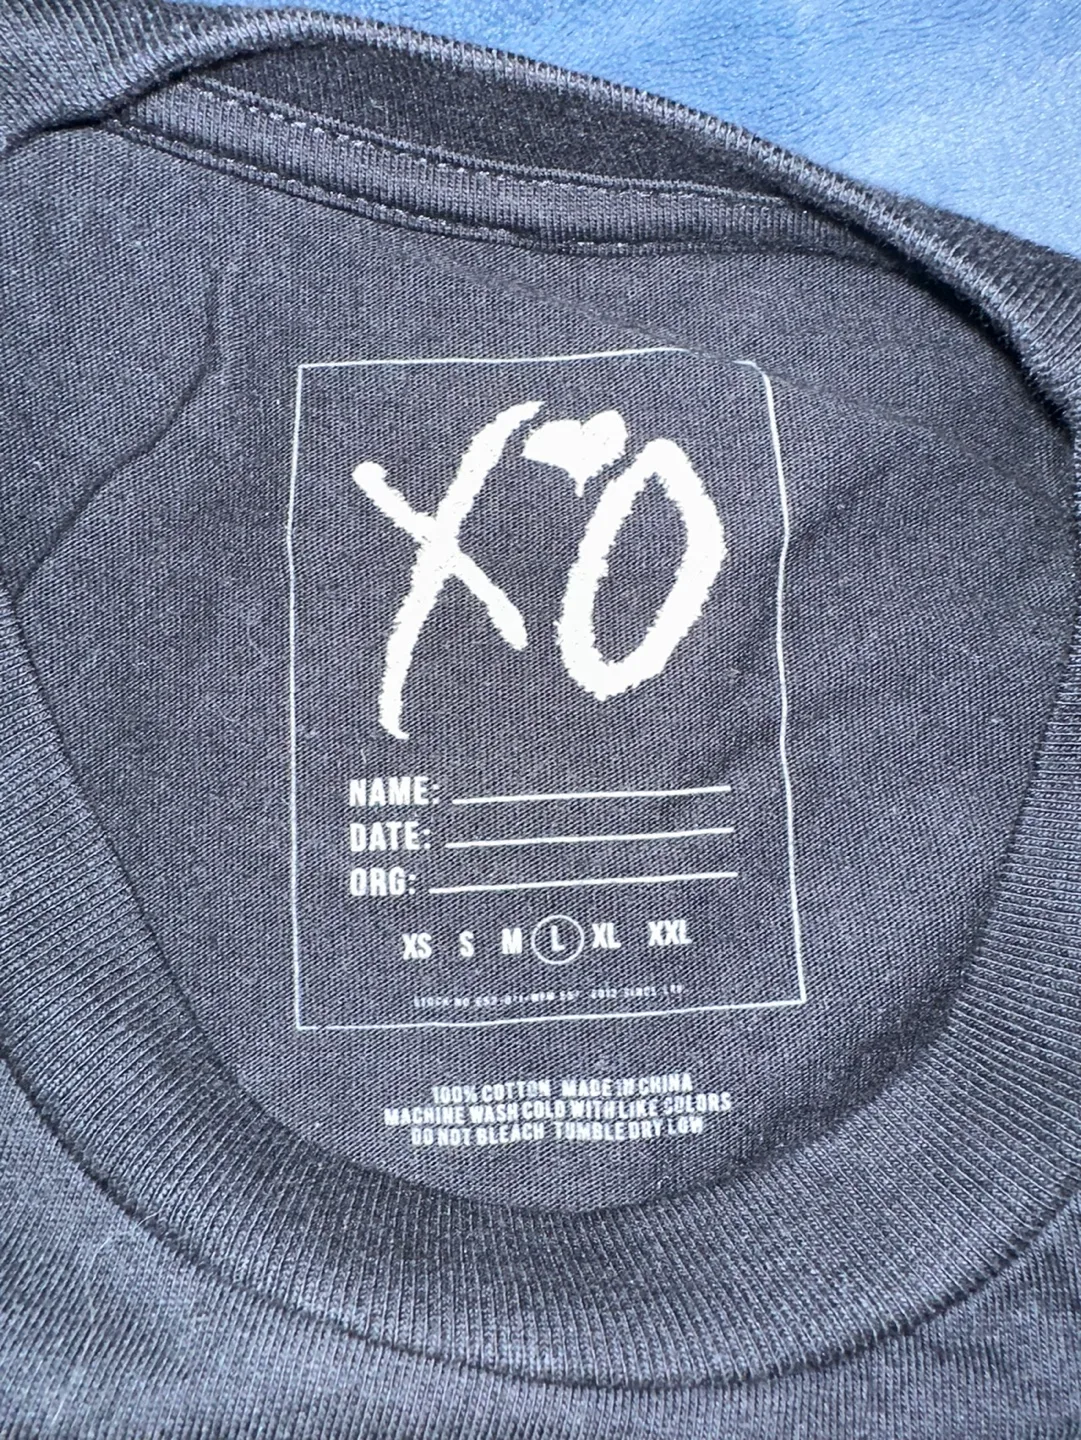 XO
NAME:
DATE:
ORG:
XS S M L XL XXL
100% COTTON MADE IN CHINA
MACHINE WASH COLD WITH LIKE COLORS
DO NOT BLEACH TUMBLE DRY LOW